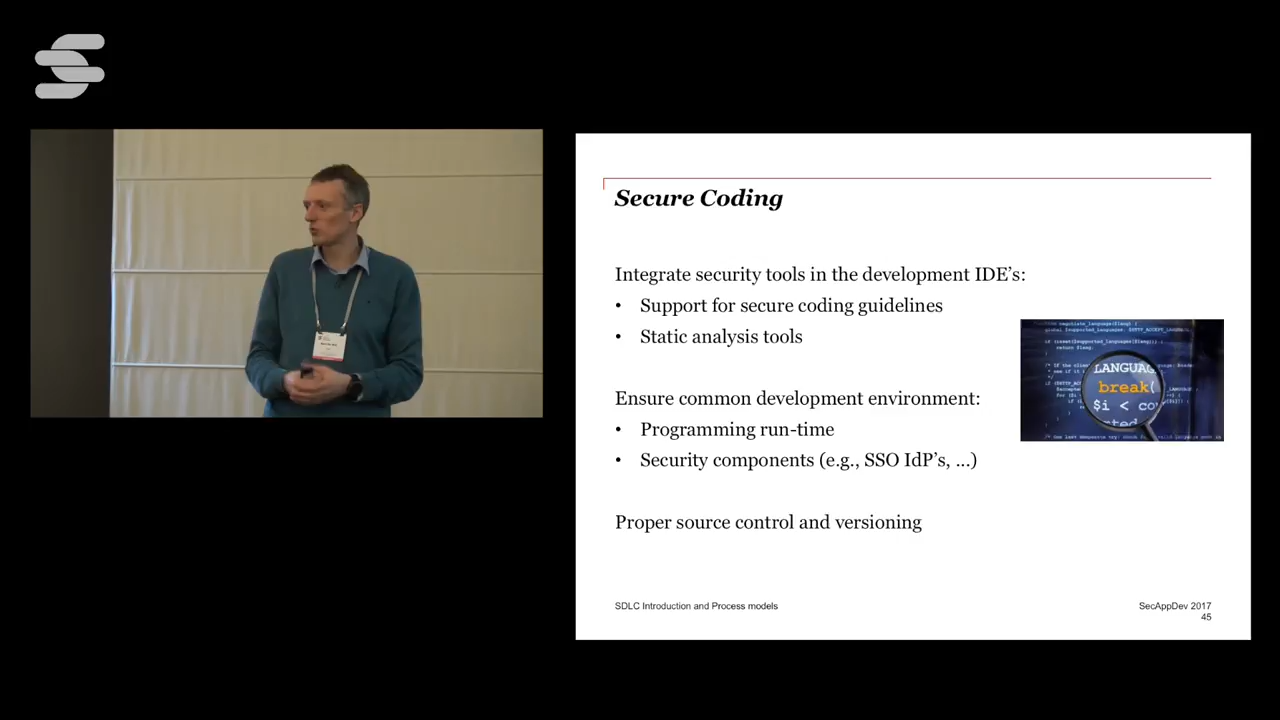 Secure Coding
Integrate security tools in the development IDE's:
• Support for secure coding guidelines
• Static analysis tools
Ensure common development environment:
• Programming run-time
• Security components (e.g., SSO IdP's, ...)
Proper source control and versioning
LANGUAG
break(
$i < co
SDLC Introduction and Process models
SecAppDev 2017
45